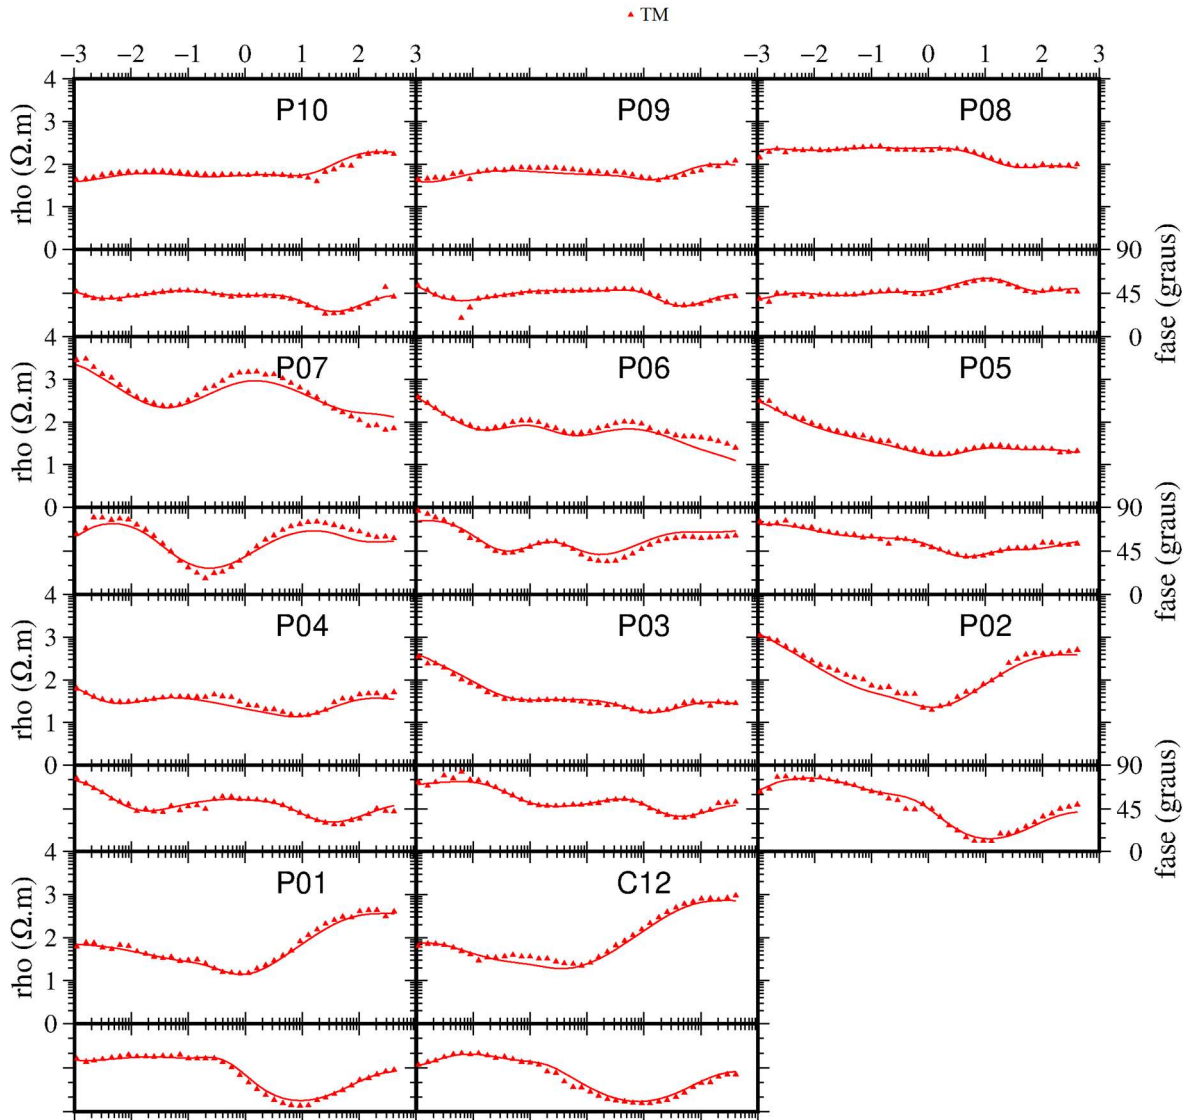 TM
−3 −2 −1 0 1 2 3 −3 −2 −1 0 1 2 3
4 P10 P09 P08
3
rho (Ω.m)
2
1
0 90
45
fase (graus)
4 0
P07 P06 P05
3
rho (Ω.m)
2
1
0 90
45
fase (graus)
4 0
P04 P03 P02
3
rho (Ω.m)
2
1
0 90
45
fase (graus)
4 0
P01 C12
3
rho (Ω.m)
2
1
0